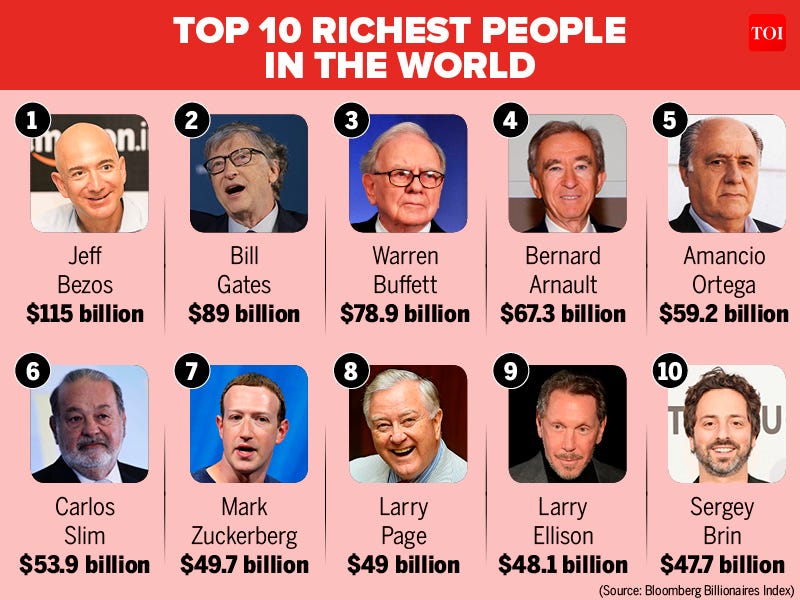 TOP 10 RICHEST PEOPLE
IN THE WORLD
TOI
1
2
3
4
5
Jeff
Bezos
$115 billion
Bill
Gates
$89 billion
Warren
Buffett
$78.9 billion
Bernard
Arnault
$67.3 billion
Amancio
Ortega
$59.2 billion
6
7
8
9
10
Carlos
Slim
$53.9 billion
Mark
Zuckerberg
$49.7 billion
Larry
Page
$49 billion
Larry
Ellison
$48.1 billion
Sergey
Brin
$47.7 billion
(Source: Bloomberg Billionaires Index)